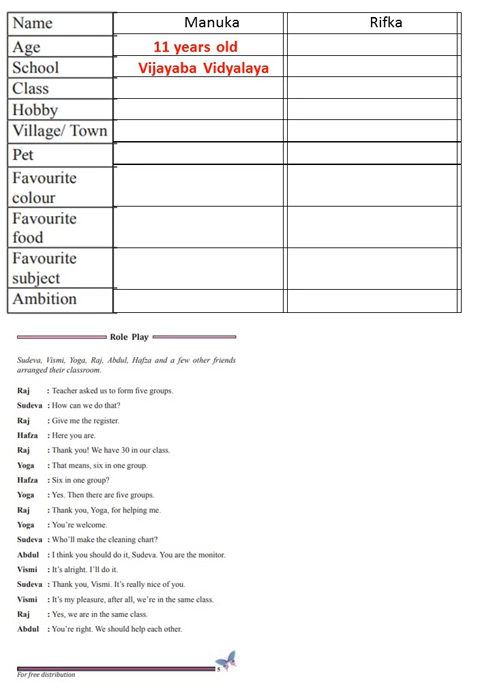 Name Manuka Rifka
Age 11 years old
School Vijayaba Vidyalaya
Class
Hobby
Village/ Town
Pet
Favourite
colour
Favourite
food
Favourite
subject
Ambition
Role Play
Sudeva, Vismi, Yoga, Raj, Abdul, Hafza and a few other friends
arranged their classroom.
Raj : Teacher asked us to form five groups.
Sudeva : How can we do that?
Raj : Give me the register.
Hafza : Here you are.
Raj : Thank you! We have 30 in our class.
Yoga : That means, six in one group.
Hafza : Six in one group?
Yoga : Yes. Then there are five groups.
Raj : Thank you, Yoga, for helping me.
Yoga : You're welcome.
Sudeva : Who'll make the cleaning chart?
Abdul : I think you should do it, Sudeva. You are the monitor.
Vismi : It's alright. I'll do it.
Sudeva : Thank you, Vismi. It's really nice of you.
Vismi : It's my pleasure, after all, we're in the same class.
Raj : Yes, we are in the same class.
Abdul : You're right. We should help each other.
5
For free distribution